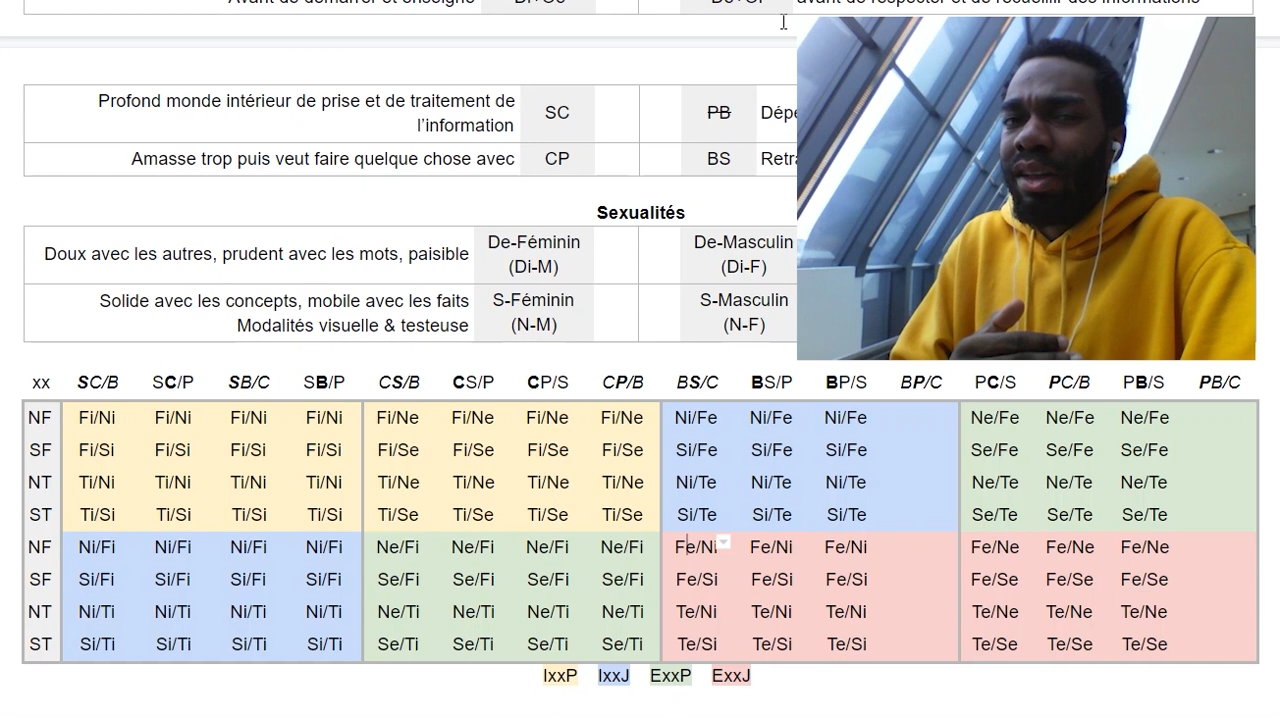 Avant de démarrer et enseigne
avant de respecter et de recueillir des informations
Profond monde intérieur de prise et de traitement de
l’information
SC
PB
Amasse trop puis veut faire quelque chose avec
CP
BS
Sexualités
Doux avec les autres, prudent avec les mots, paisible
De-Féminin
(Di-M)
De-Masculin
(Di-F)
Solide avec les concepts, mobile avec les faits
Modalités visuelle & testeuse
S-Féminin
(N-M)
S-Masculin
(N-F)
xx SC/B SC/P SB/C SB/P CS/B CS/P CP/S CP/B BS/C BS/P BP/S BP/C PC/S PC/B PB/S PB/C
NF Fi/Ni Fi/Ni Fi/Ni Fi/Ni Fi/Ne Fi/Ne Fi/Ne Fi/Ne Ni/Fe Ni/Fe Ni/Fe Ne/Fe Ne/Fe Ne/Fe
SF Fi/Si Fi/Si Fi/Si Fi/Si Fi/Se Fi/Se Fi/Se Fi/Se Si/Fe Si/Fe Si/Fe Se/Fe Se/Fe Se/Fe
NT Ti/Ni Ti/Ni Ti/Ni Ti/Ni Ti/Ne Ti/Ne Ti/Ne Ti/Ne Ni/Te Ni/Te Ni/Te Ne/Te Ne/Te Ne/Te
ST Ti/Si Ti/Si Ti/Si Ti/Si Ti/Se Ti/Se Ti/Se Ti/Se Si/Te Si/Te Si/Te Se/Te Se/Te Se/Te
NF Ni/Fi Ni/Fi Ni/Fi Ni/Fi Ne/Fi Ne/Fi Ne/Fi Ne/Fi Fe/Ni Fe/Ni Fe/Ni Fe/Ne Fe/Ne Fe/Ne
SF Si/Fi Si/Fi Si/Fi Si/Fi Se/Fi Se/Fi Se/Fi Se/Fi Fe/Si Fe/Si Fe/Si Fe/Se Fe/Se Fe/Se
NT Ni/Ti Ni/Ti Ni/Ti Ni/Ti Ne/Ti Ne/Ti Ne/Ti Ne/Ti Te/Ni Te/Ni Te/Ni Te/Ne Te/Ne Te/Ne
ST Si/Ti Si/Ti Si/Ti Si/Ti Se/Ti Se/Ti Se/Ti Se/Ti Te/Si Te/Si Te/Si Te/Se Te/Se Te/Se
IxxP IxxJ ExxP ExxJ